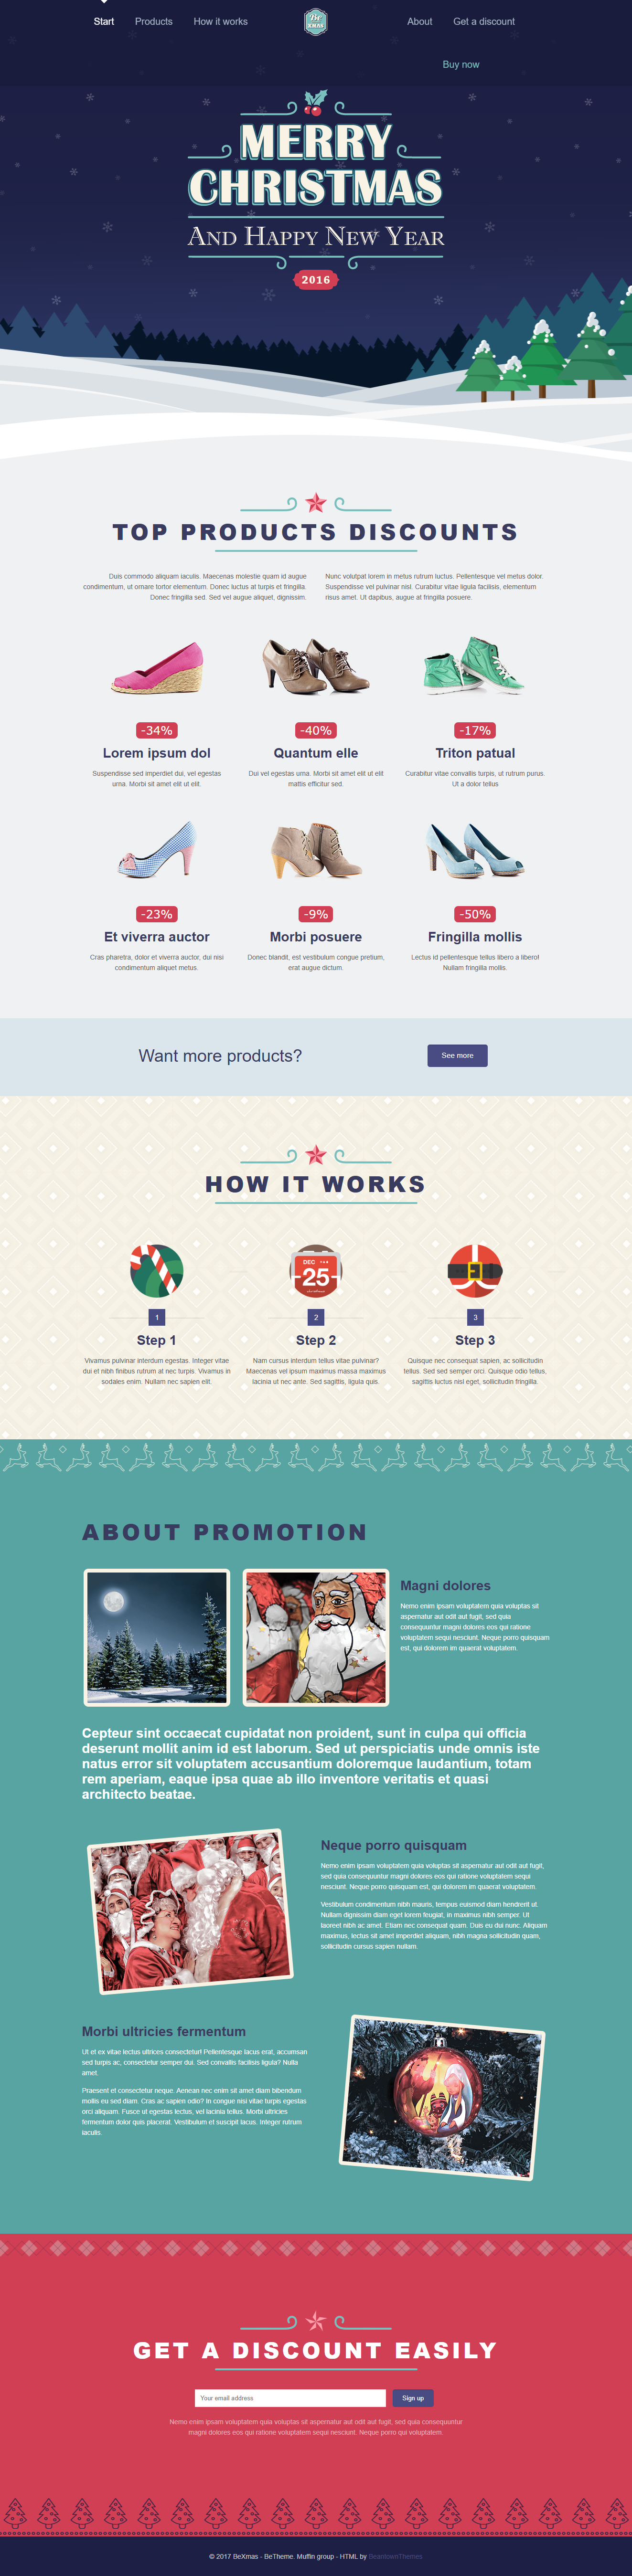 Start
Products
How it works
Be
XMAS
About
Get a discount
Buy now
MERRY
CHRISTMAS
AND HAPPY NEW YEAR
2016
TOP PRODUCTS DISCOUNTS
Duis commodo aliquam iaculis. Maecenas molestie quam id augue
condimentum, ut ornare tortor elementum. Donec luctus at turpis et fringilla.
Donec fringilla sed. Sed vel augue aliquet, dignissim.
Nunc volutpat lorem in metus rutrum luctus. Pellentesque vel metus dolor.
Suspendisse vel pulvinar orci. Curabitur vitae ligula facilisis, elementum
risus amet. Ut dapibus, augue at fringilla posuere.
-34%
Lorem ipsum dol
Suspendisse sed imperdiet dui, vel egestas
urna. Morbi sit amet elit ut elit.
-40%
Quantum elle
Dui vel egestas urna. Morbi sit amet elit ut elit
mattis efficitur sed.
-17%
Triton patual
Curabitur vitae convallis turpis, ut rutrum purus.
Ut a dolor tellus
-23%
Et viverra auctor
Cras pharetra, dolor et viverra auctor, dui nisi
condimentum aliquet metus.
-9%
Morbi posuere
Donec blandit, est vestibulum congue pretium,
erat augue dictum.
-50%
Fringilla mollis
Lectus id pellentesque tellus libero a libero!
Nullam fringilla mollis.
Want more products?
See more
HOW IT WORKS
DEC
25
1
Step 1
Vivamus pulvinar interdum egestas. Integer vitae
dui et nibh finibus rutrum at nec turpis. Vivamus in
sodales enim. Nullam nec sapien elit.
2
Step 2
Nam cursus interdum tellus vitae pulvinar?
Maecenas vel ipsum maximus massa maximus
lacinia ut nec ante. Sed sagittis, ligula quis.
3
Step 3
Quisque nec consequat sapien, ac sollicitudin
tellus. Sed sed semper orci. Quisque odio tellus,
sagittis luctus nisl eget, sollicitudin fringilla.
ABOUT PROMOTION
Magni dolores
Nemo enim ipsam voluptatem quia voluptas sit
aspernatur aut odit aut fugit, sed quia
consequuntur magni dolores eos qui ratione
voluptatem sequi nesciunt. Neque porro quisquam
est, qui dolorem im quaerat voluptatem.
Cepteur sint occaecat cupidatat non proident, sunt in culpa qui officia
deserunt mollit anim id est laborum. Sed ut perspiciatis unde omnis iste
natus error sit voluptatem accusantium doloremque laudantium, totam
rem aperiam, eaque ipsa quae ab illo inventore veritatis et quasi
architecto beatae.
Neque porro quisquam
Nemo enim ipsam voluptatem quia voluptas sit aspernatur aut odit aut fugit,
sed quia consequuntur magni dolores eos qui ratione voluptatem sequi
nesciunt. Neque porro quisquam est, qui dolorem im quaerat voluptatem.
Vestibulum condimentum nibh mauris, tempus euismod diam hendrerit ut.
Nullam dignissim diam eget lorem feugiat, in maximus nibh semper. Ut
laoreet nibh ac amet. Etiam nec consequat quam. Duis eu dui nunc. Aliquam
maximus, lectus sit amet imperdiet aliquam, nibh magna sollicitudin quam,
sollicitudin cursus sapien nullam.
Morbi ultricies fermentum
Ut et ex vitae lectus ultrices consectetur! Pellentesque lacus erat, accumsan
sed turpis ac, consectetur semper dui. Sed convallis facilisis ligula? Nulla
amet.
Praesent et consectetur neque. Aenean nec enim sit amet diam bibendum
mollis eu sed diam. Cras ac sapien odio? In congue nisi vitae turpis egestas
orci aliquam. Fusce ut egestas lectus, vel lacinia tellus. Morbi ultricies
fermentum dolor quis placerat. Vestibulum et suscipit lacus. Integer rutrum
iaculis.
GET A DISCOUNT EASILY
Your email address
Sign up
Nemo enim ipsam voluptatem quia voluptas sit aspernatur aut odit aut fugit, sed quia consequuntur
magni dolores eos qui ratione voluptatem sequi nesciunt. Neque porro qui voluptatem.
© 2017 BeXmas - BeTheme. Muffin group - HTML by BeantownThemes